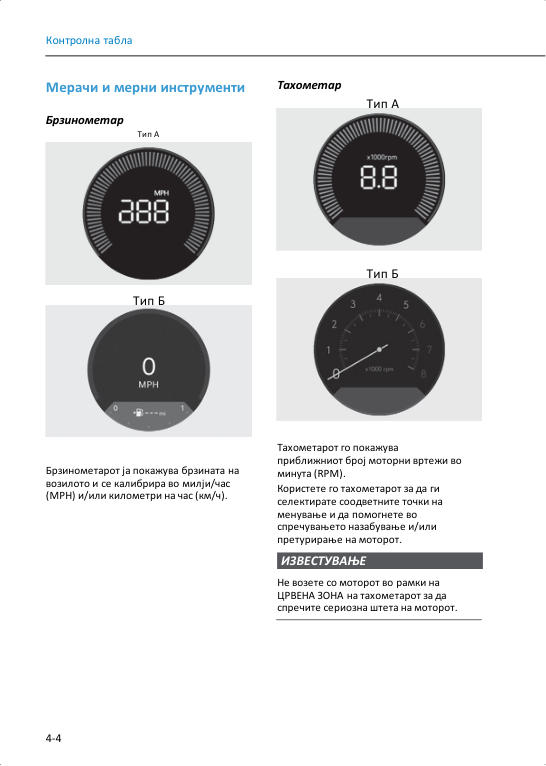 Контролна табла
Мерачи и мерни инструменти
Брзинометар
Тип А
MPH
288
Тип Б
0
MPH
0
1
--- mi
Брзинометарот ја покажува брзината на
возилото и се калибрира во милји/час
(MPH) и/или километри на час (км/ч).
Тахометар
Тип А
x1000rpm
8.8
Тип Б
0
1
2
3
4
5
6
7
8
x1000 rpm
Тахометарот го покажува
приближниот број моторни вртежи во
минута (RPM).
Користете го тахометарот за да ги
селектирате соодветните точки на
менување и да помогнете во
спречувањето назабување и/или
претурирање на моторот.
ИЗВЕСТУВАЊЕ
Не возете со моторот во рамки на
ЦРВЕНА ЗОНА на тахометарот за да
спречите сериозна штета на моторот.
4-4